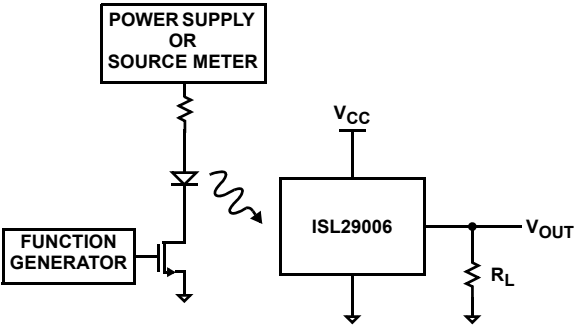 POWER SUPPLY
OR
SOURCE METER
VCC
ISL29006
VOUT
FUNCTION
GENERATOR
RL